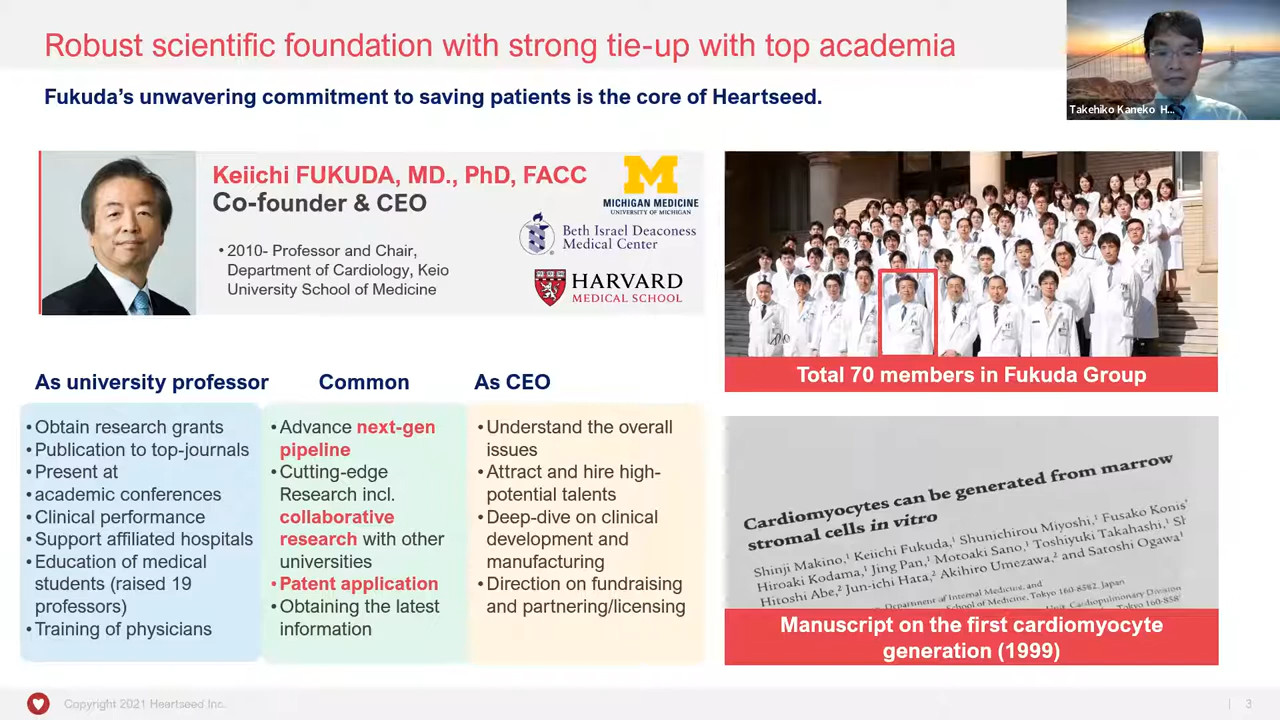 Robust scientific foundation with strong tie-up with top academia
Fukuda's unwavering commitment to saving patients is the core of Heartseed.
Takehiko Kaneko H...
Keiichi FUKUDA, MD., PhD, FACC
Co-founder & CEO
• 2010- Professor and Chair,
Department of Cardiology, Keio
University School of Medicine
M
MICHIGAN MEDICINE
UNIVERSITY OF MICHIGAN
Beth Israel Deaconess
Medical Center
HARVARD
MEDICAL SCHOOL
Total 70 members in Fukuda Group
As university professor
• Obtain research grants
• Publication to top-journals
• Present at
• academic conferences
• Clinical performance
• Support affiliated hospitals
• Education of medical
students (raised 19
professors)
• Training of physicians
Common
• Advance next-gen
pipeline
• Cutting-edge
Research incl.
collaborative
research with other
universities
• Patent application
• Obtaining the latest
information
As CEO
• Understand the overall
issues
• Attract and hire high-
potential talents
• Deep-dive on clinical
development and
manufacturing
• Direction on fundraising
and partnering/licensing
Cardiomyocytes can be generated from marrow
stromal cells in vitro
Shinji Makino,¹ Keiichi Fukuda,¹ Shunichirou Miyoshi,¹ Fusako Konis
Hiroaki Kodama,¹ Jing Pan,¹ Motoaki Sano,¹ Toshiyuki Takahashi,¹ Sh
Hiroshi Abe,² Jun-ichi Hata,² Akihiro Umezawa,² and Satoshi Ogawa¹
Department of Internal Medicine, and
School of Medicine, Tokyo 160-8582, Japan
Unit, Cardiopulmonary Division
Tokyo 160-858
Manuscript on the first cardiomyocyte
generation (1999)
Copyright 2021 Heartseed Inc.
| 3